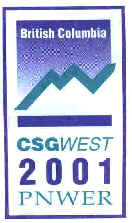 British Columbia
CSGWEST
2001
PNWER